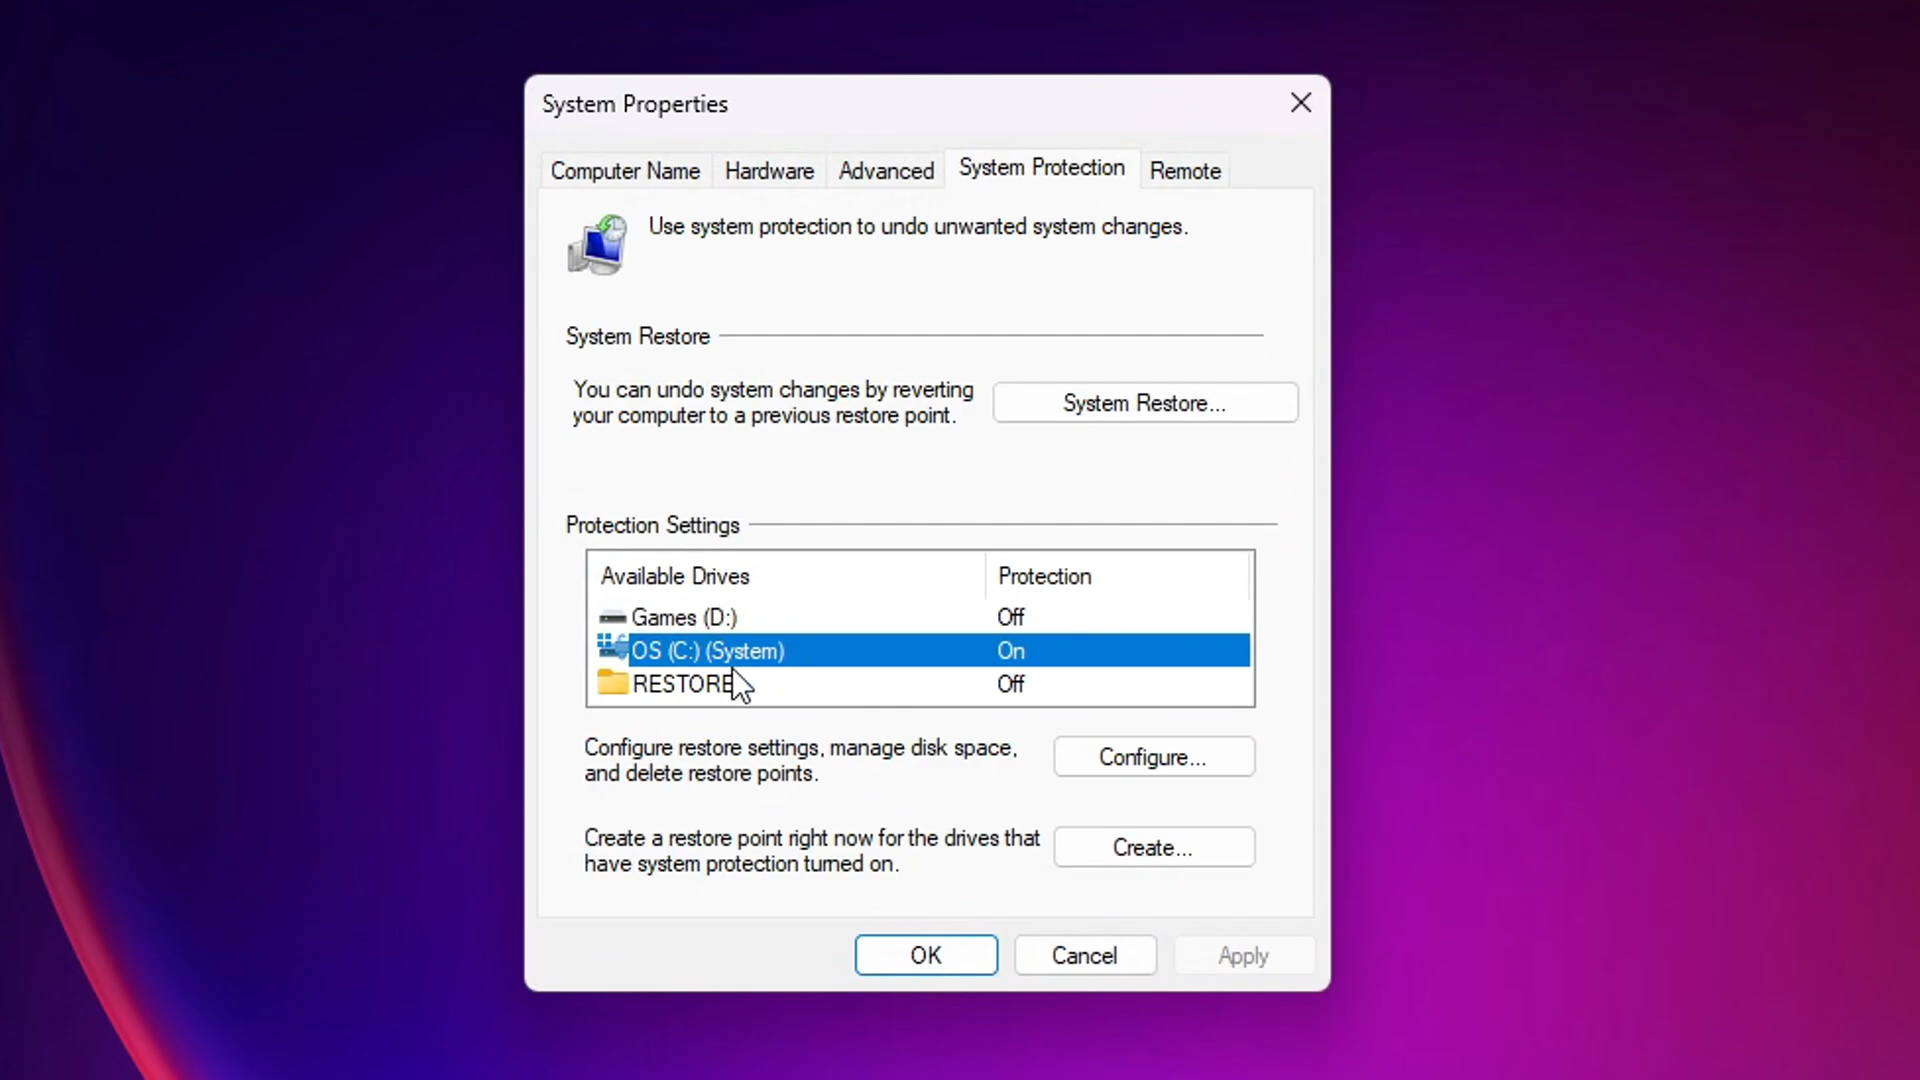 System Properties
Computer Name Hardware Advanced System Protection Remote
Use system protection to undo unwanted system changes.
System Restore
You can undo system changes by reverting
your computer to a previous restore point.
System Restore...
Protection Settings
Available Drives Protection
Games (D:) Off
OS (C:) (System) On
RESTORE Off
Configure restore settings, manage disk space,
and delete restore points.
Configure...
Create a restore point right now for the drives that
have system protection turned on.
Create...
OK Cancel Apply